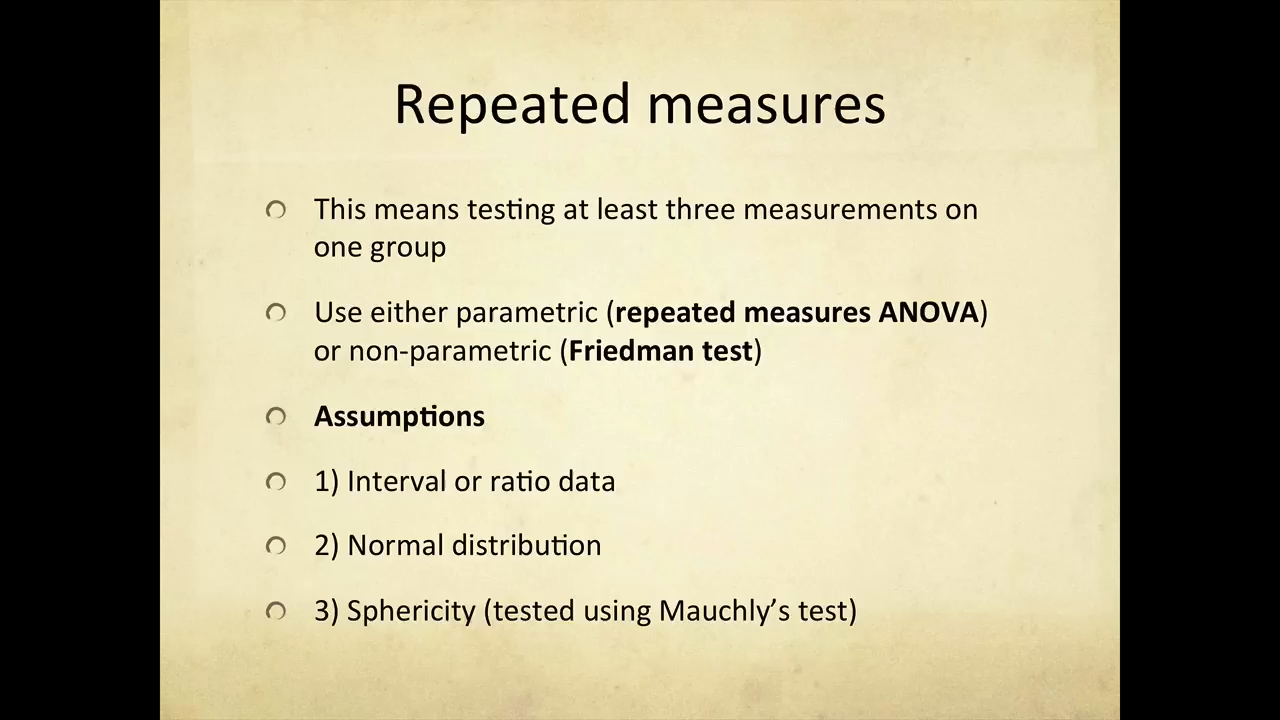 Repeated measures
This means testing at least three measurements on
one group
Use either parametric (repeated measures ANOVA)
or non-parametric (Friedman test)
Assumptions
1) Interval or ratio data
2) Normal distribution
3) Sphericity (tested using Mauchly’s test)